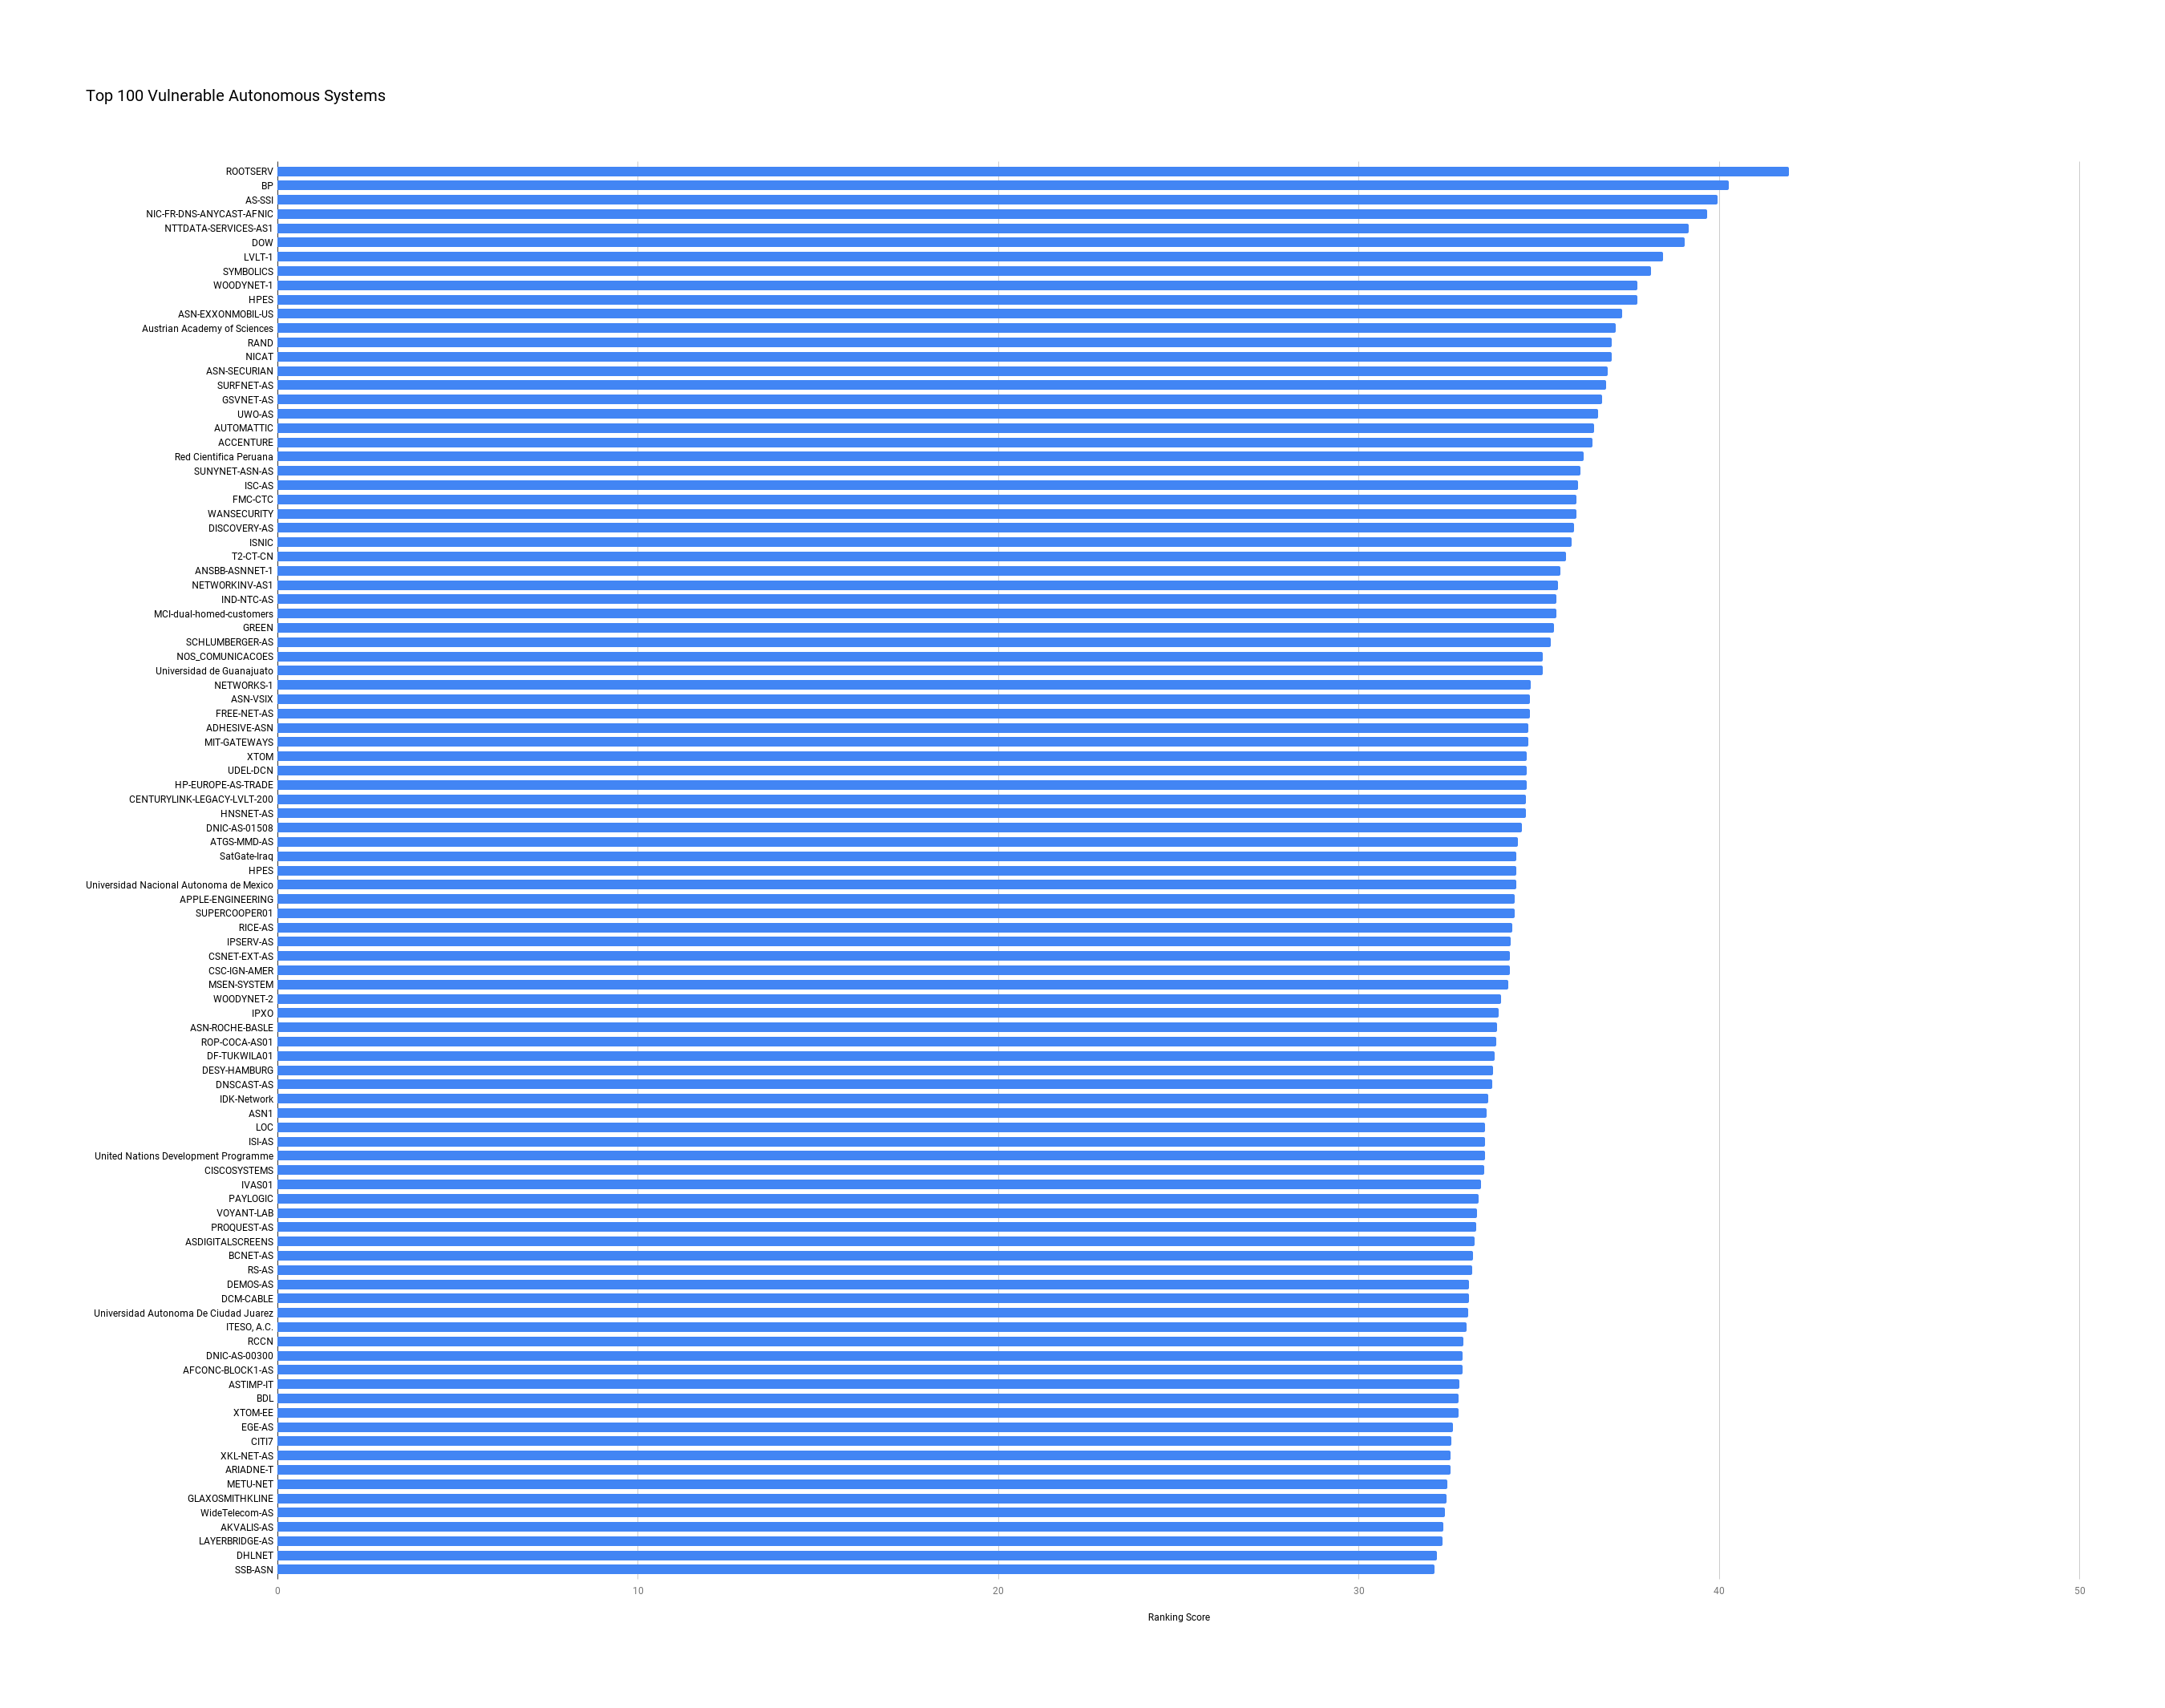 Top 100 Vulnerable Autonomous Systems
ROOTSERV
BP
AS-SSI
NIC-FR-DNS-ANYCAST-AFNIC
NTTDATA-SERVICES-AS1
DOW
LVLT-1
SYMBOLICS
WOODYNET-1
HPES
ASN-EXXONMOBIL-US
Austrian Academy of Sciences
RAND
NICAT
ASN-SECURIAN
SURFNET-AS
GSVNET-AS
UWO-AS
AUTOMATTIC
ACCENTURE
Red Cientifica Peruana
SUNYNET-ASN-AS
ISC-AS
FMC-CTC
WANSECURITY
DISCOVERY-AS
ISNIC
T2-CT-CN
ANSBB-ASNNET-1
NETWORKINV-AS1
IND-NTC-AS
MCI-dual-homed-customers
GREEN
SCHLUMBERGER-AS
NOS_COMUNICACOES
Universidad de Guanajuato
NETWORKS-1
ASN-VSIX
FREE-NET-AS
ADHESIVE-ASN
MIT-GATEWAYS
XTOM
UDEL-DCN
HP-EUROPE-AS-TRADE
CENTURYLINK-LEGACY-LVLT-200
HNSNET-AS
DNIC-AS-01508
ATGS-MMD-AS
SatGate-Iraq
HPES
Universidad Nacional Autonoma de Mexico
APPLE-ENGINEERING
SUPERCOOPER01
RICE-AS
IPSERV-AS
CSNET-EXT-AS
CSC-IGN-AMER
MSEN-SYSTEM
WOODYNET-2
IPXO
ASN-ROCHE-BASLE
ROP-COCA-AS01
DF-TUKWILA01
DESY-HAMBURG
DNSCAST-AS
IDK-Network
ASN1
LOC
ISI-AS
United Nations Development Programme
CISCOSYSTEMS
IVAS01
PAYLOGIC
VOYANT-LAB
PROQUEST-AS
ASDIGITALSCREENS
BCNET-AS
RS-AS
DEMOS-AS
DCM-CABLE
Universidad Autonoma De Ciudad Juarez
ITESO, A.C.
RCCN
DNIC-AS-00300
AFCONC-BLOCK1-AS
ASTIMP-IT
BDL
XTOM-EE
EGE-AS
CITI7
XKL-NET-AS
ARIADNE-T
METU-NET
GLAXOSMITHKLINE
WideTelecom-AS
AKVALIS-AS
LAYERBRIDGE-AS
DHLNET
SSB-ASN
0 10 20 30 40 50
Ranking Score